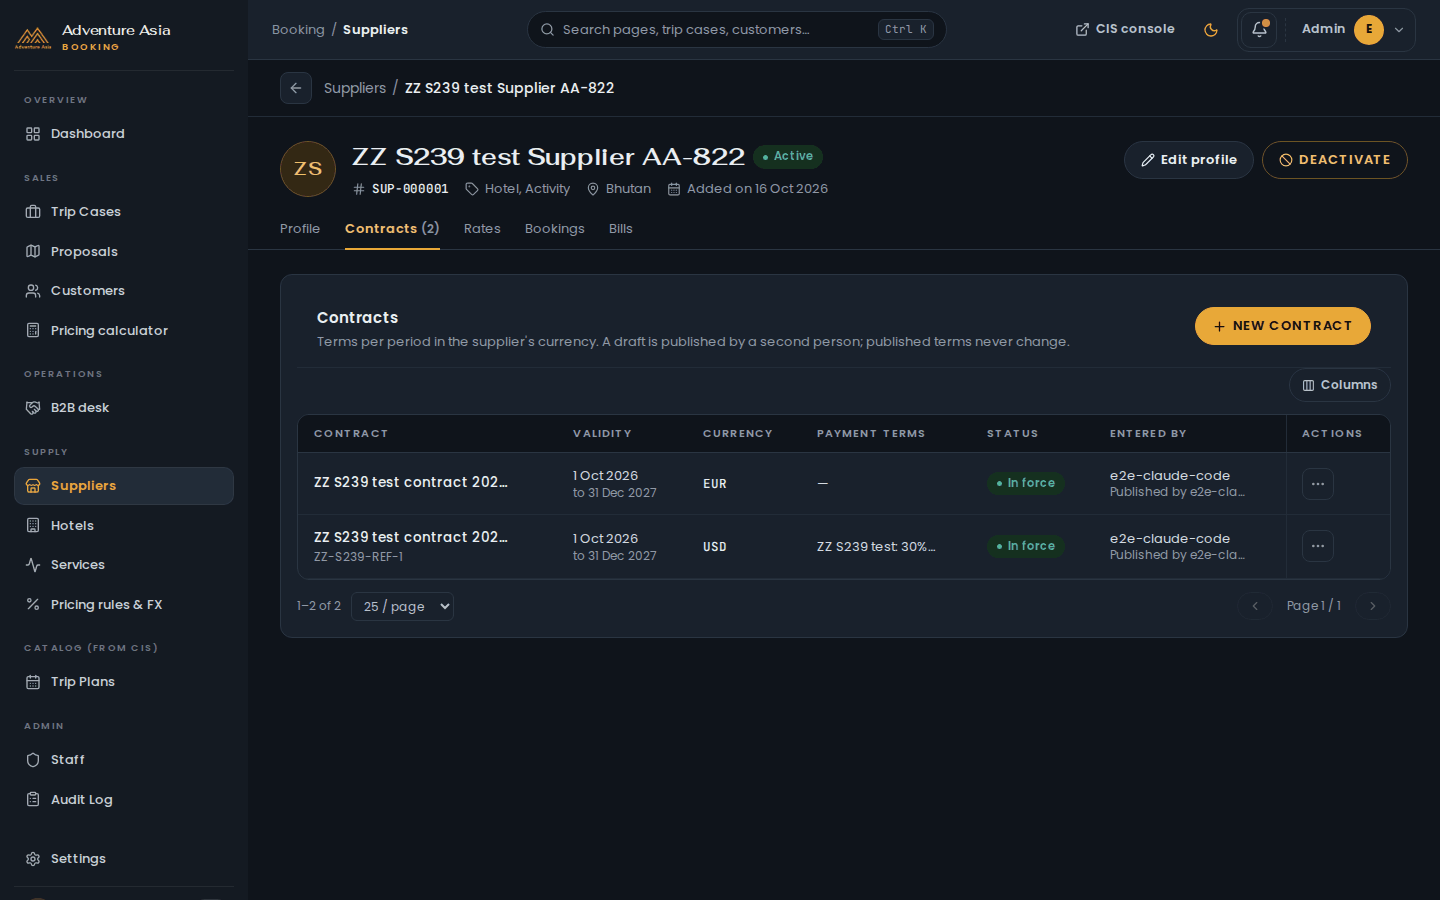 Adventure Asia
Adventure Asia
BOOKING
OVERVIEW
Dashboard
SALES
Trip Cases
Proposals
Customers
Pricing calculator
OPERATIONS
B2B desk
SUPPLY
Suppliers
Hotels
Services
Pricing rules & FX
CATALOG (FROM CIS)
Trip Plans
ADMIN
Staff
Audit Log
Settings
Booking / Suppliers
Search pages, trip cases, customers…
Ctrl K
CIS console
Admin
E
Suppliers / ZZ S239 test Supplier AA-822
ZS
ZZ S239 test Supplier AA-822
Active
SUP-000001
Hotel, Activity
Bhutan
Added on 16 Oct 2026
Edit profile
DEACTIVATE
Profile
Contracts (2)
Rates
Bookings
Bills
Contracts
Terms per period in the supplier's currency. A draft is published by a second person; published terms never change.
NEW CONTRACT
Columns
CONTRACT VALIDITY CURRENCY PAYMENT TERMS STATUS ENTERED BY ACTIONS
ZZ S239 test contract 202…
1 Oct 2026
to 31 Dec 2027
EUR
—
In force
e2e-claude-code
Published by e2e-cla…
ZZ S239 test contract 202…
ZZ-S239-REF-1
1 Oct 2026
to 31 Dec 2027
USD
ZZ S239 test: 30%…
In force
e2e-claude-code
Published by e2e-cla…
1–2 of 2
25 / page
Page 1 / 1